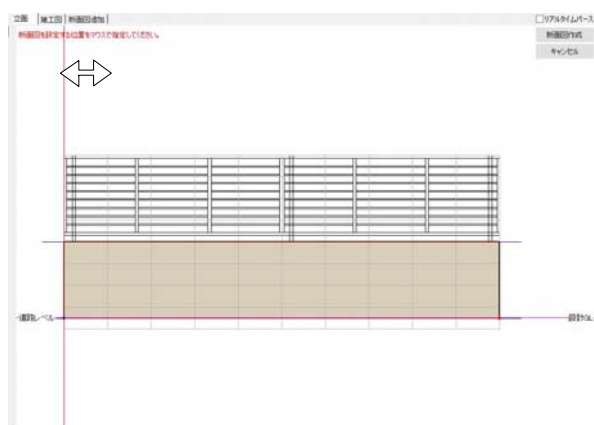 立面 施工図 断面図追加 リアルタイムパース
断面図を設定する位置をマウスで指定してください。
断面図作成
キャンセル
道路レベル 設計GL